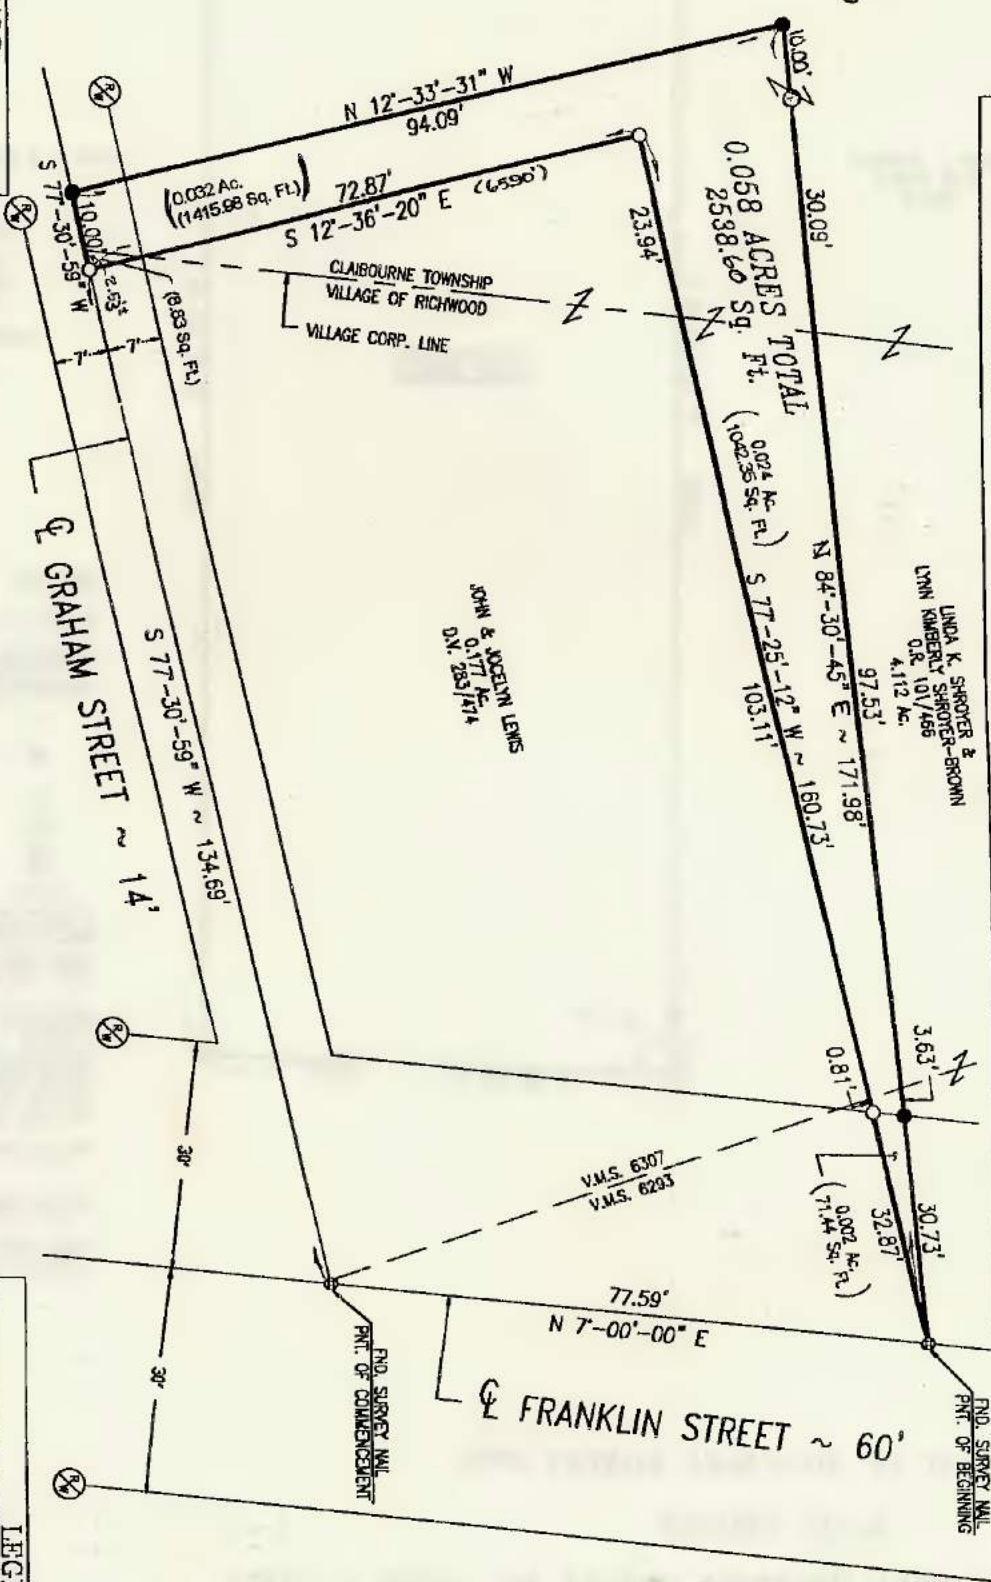 N 12°-33'-31" W
94.09'
10.00'
30.09'
0.058 ACRES TOTAL
2538.60 Sq. Ft.
72.87'
(65.90')
S 12°-36'-20" E
(0.032 Ac.
(1415.98 Sq. Ft.))
23.94'
R/W
S 77°-30'-59" W
10.00'
2.63'
(8.83 Sq. Ft.)
R/W
7'
7'
CLAIBOURNE TOWNSHIP
VILLAGE OF RICHWOOD
VILLAGE CORP. LINE
(0.024 Ac.
(1042.35 Sq. Ft.)
N 84°-30'-45" E ~ 171.98'
97.53'
LINDA K. SHROYER &
LYNN KIMBERLY SHROYER-BROWN
O.R. 101/466
4.112 Ac.
S 77°-25'-12" W ~ 160.73'
103.11'
JOHN & JOCELYN LEWIS
0.177 Ac.
D.V. 283/474
℄ GRAHAM STREET ~ 14'
S 77°-30'-59" W ~ 134.69'
R/W
30'
30'
0.81'
3.63'
V.M.S. 6307
V.M.S. 6293
30.73'
32.87'
(0.002 Ac.
(71.44 Sq. Ft.)
77.59'
N 7°-00'-00" E
FND. SURVEY NAIL
PNT. OF COMMENCEMENT
FND. SURVEY NAIL
PNT. OF BEGINNING
℄ FRANKLIN STREET ~ 60'
R/W
LEG